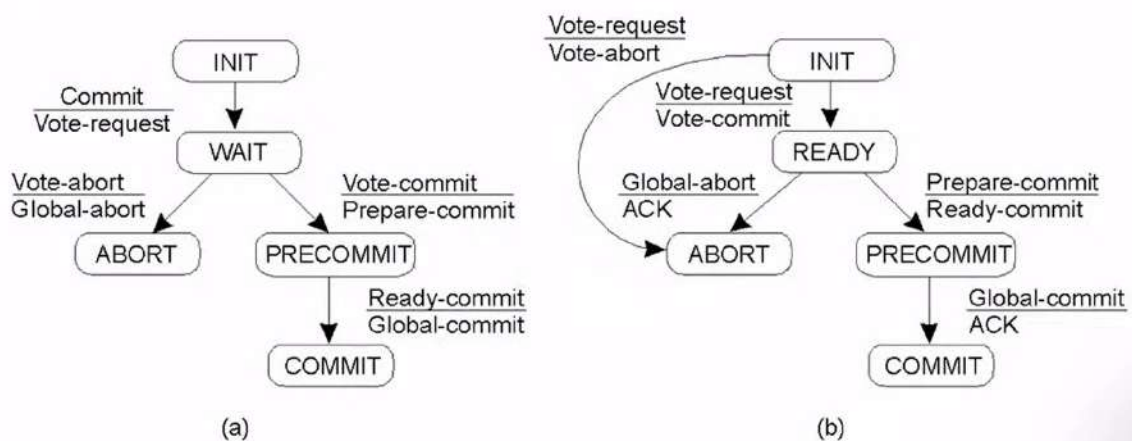 INIT
Commit
Vote-request
WAIT
Vote-abort
Global-abort
Vote-commit
Prepare-commit
ABORT
PRECOMMIT
Ready-commit
Global-commit
COMMIT
(a)
Vote-request
Vote-abort
INIT
Vote-request
Vote-commit
READY
Global-abort
ACK
Prepare-commit
Ready-commit
ABORT
PRECOMMIT
Global-commit
ACK
COMMIT
(b)